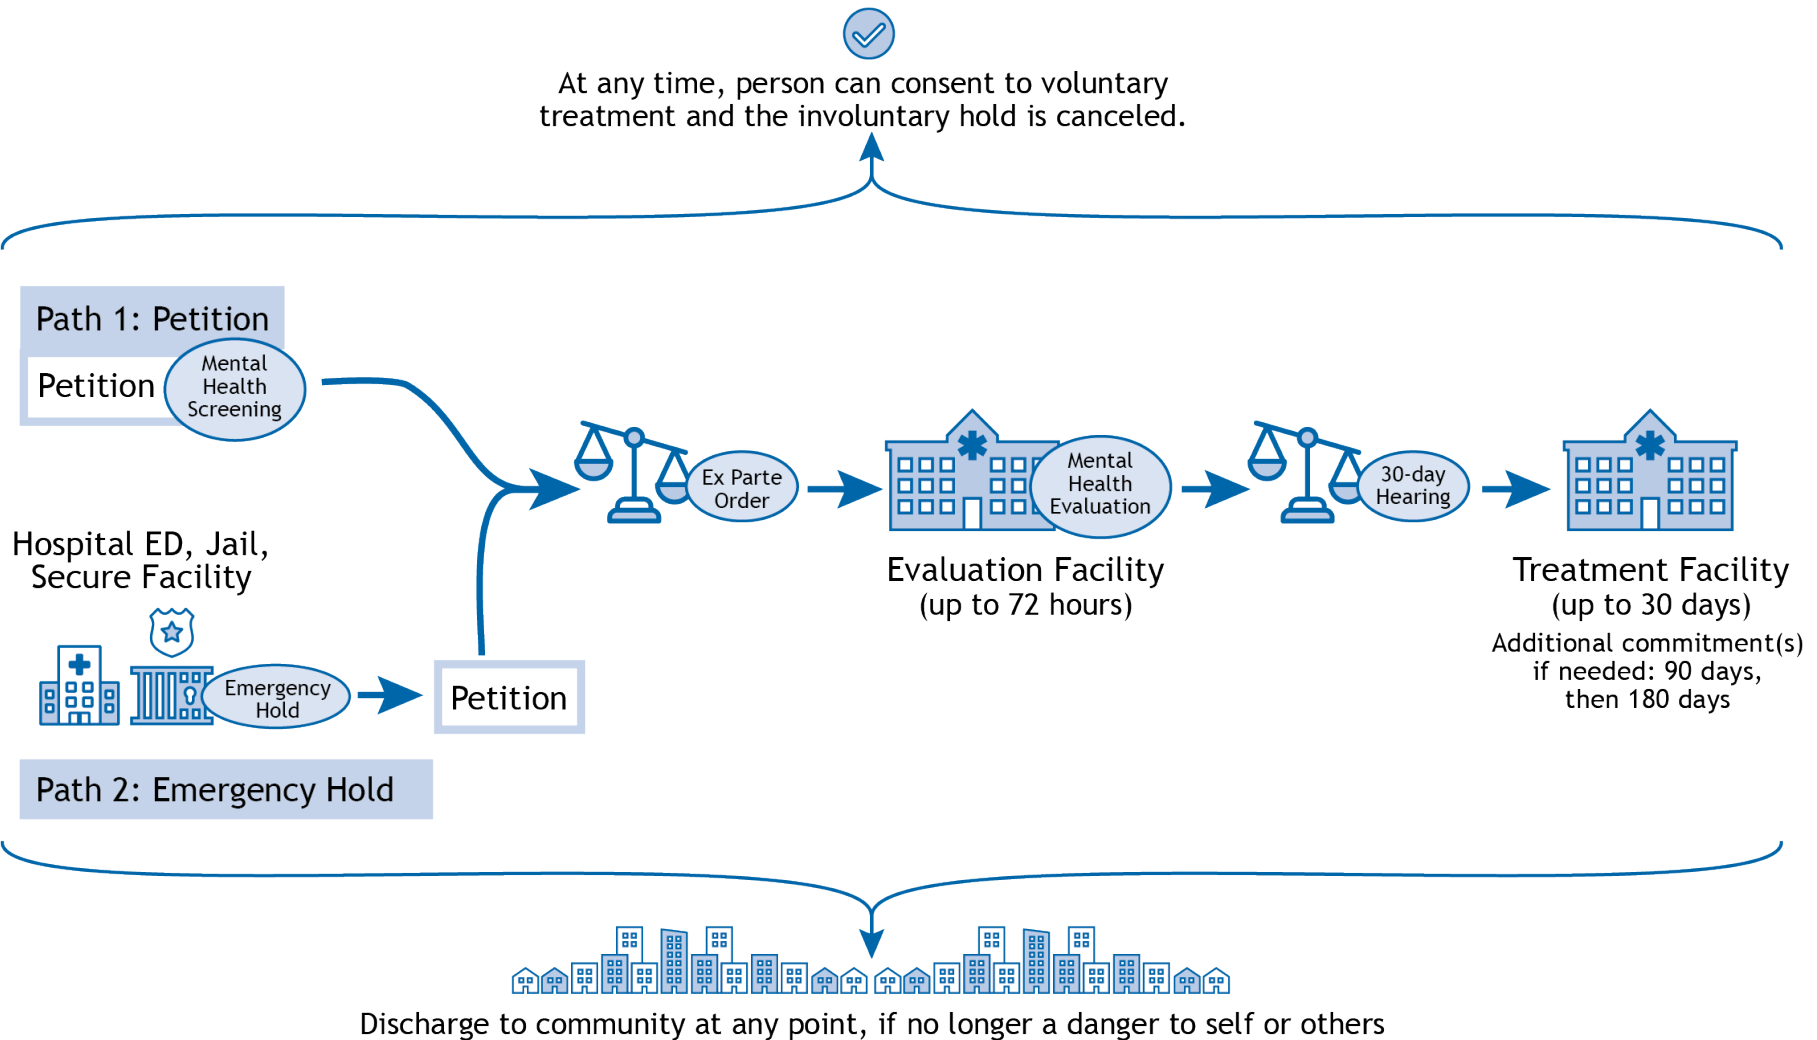 At any time, person can consent to voluntary
treatment and the involuntary hold is canceled.
Path 1: Petition
Petition
Mental
Health
Screening
Hospital ED, Jail,
Secure Facility
Emergency
Hold
Petition
Path 2: Emergency Hold
Ex Parte
Order
Mental
Health
Evaluation
Evaluation Facility
(up to 72 hours)
30-day
Hearing
Treatment Facility
(up to 30 days)
Additional commitment(s)
if needed: 90 days,
then 180 days
Discharge to community at any point, if no longer a danger to self or others